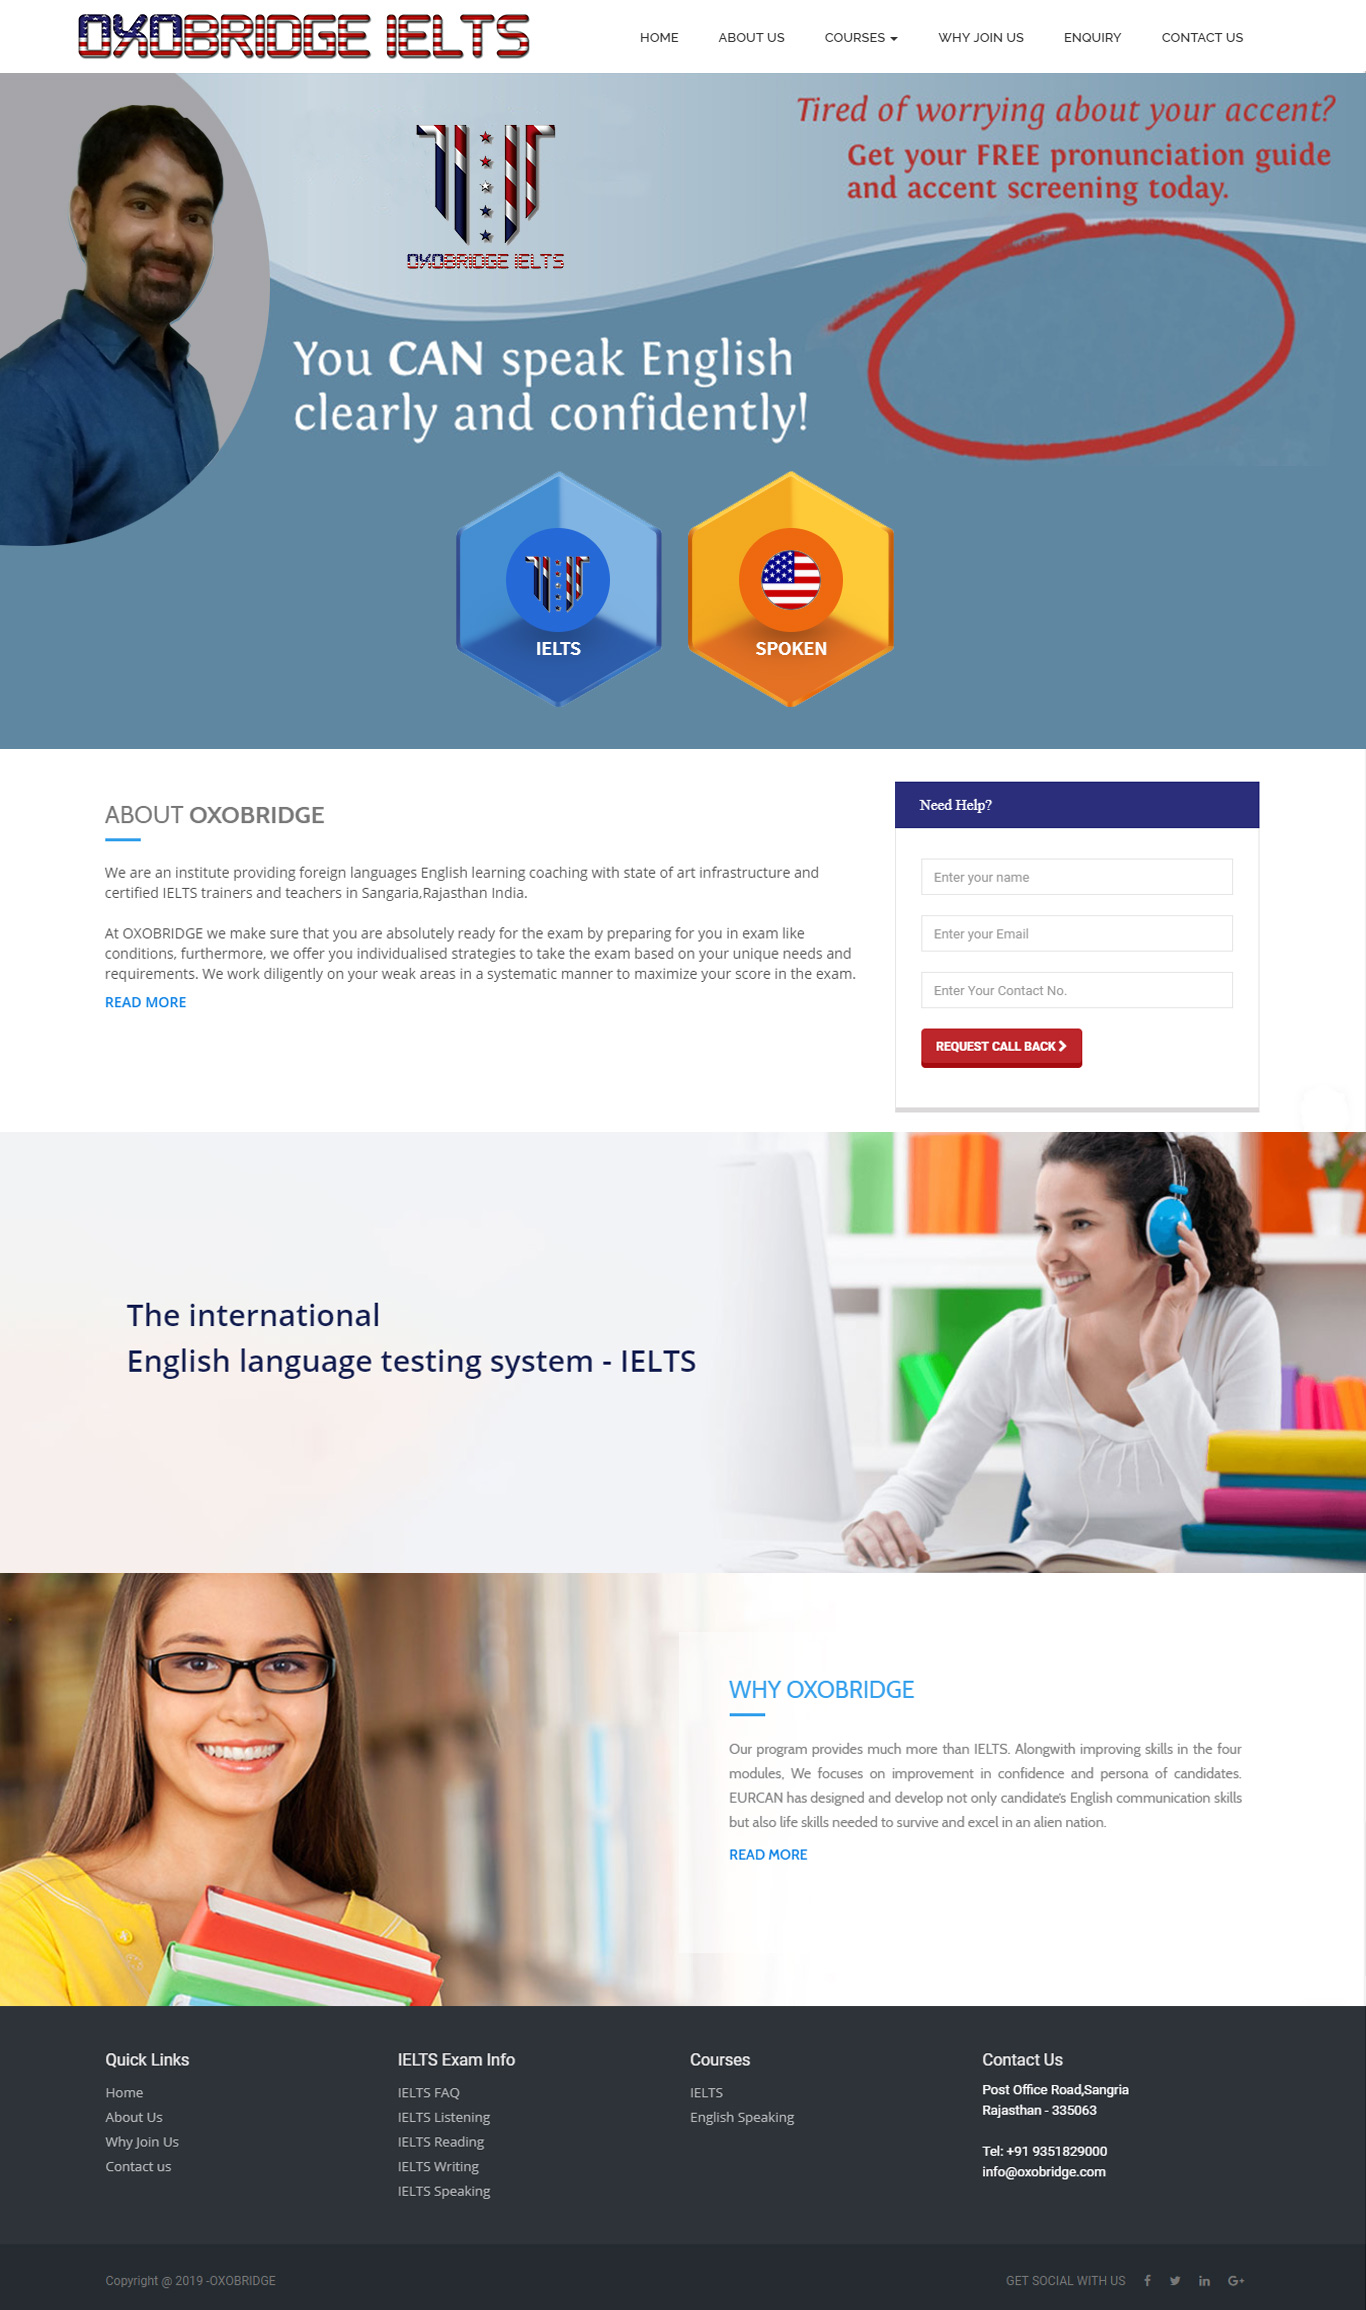 OXOBRIDGE IELTS
HOME
ABOUT US
COURSES
WHY JOIN US
ENQUIRY
CONTACT US
Tired of worrying about your accent?
Get your FREE pronunciation guide
and accent screening today.
OXOBRIDGE IELTS
You CAN speak English
clearly and confidently!
IELTS
SPOKEN
ABOUT OXOBRIDGE
We are an institute providing foreign languages English learning coaching with state of art infrastructure and
certified IELTS trainers and teachers in Sangaria,Rajasthan India.
At OXOBRIDGE we make sure that you are absolutely ready for the exam by preparing for you in exam like
conditions, furthermore, we offer you individualised strategies to take the exam based on your unique needs and
requirements. We work diligently on your weak areas in a systematic manner to maximize your score in the exam.
READ MORE
Need Help?
Enter your name
Enter your Email
Enter Your Contact No.
REQUEST CALL BACK
The international
English language testing system - IELTS
WHY OXOBRIDGE
Our program provides much more than IELTS. Alongwith improving skills in the four
modules, We focuses on improvement in confidence and persona of candidates.
EURCAN has designed and develop not only candidate's English communication skills
but also life skills needed to survive and excel in an alien nation.
READ MORE
Quick Links
Home
About Us
Why Join Us
Contact us
IELTS Exam Info
IELTS FAQ
IELTS Listening
IELTS Reading
IELTS Writing
IELTS Speaking
Courses
IELTS
English Speaking
Contact Us
Post Office Road,Sangria
Rajasthan - 335063
Tel: +91 9351829000
info@oxobridge.com
Copyright @ 2019 -OXOBRIDGE
GET SOCIAL WITH US